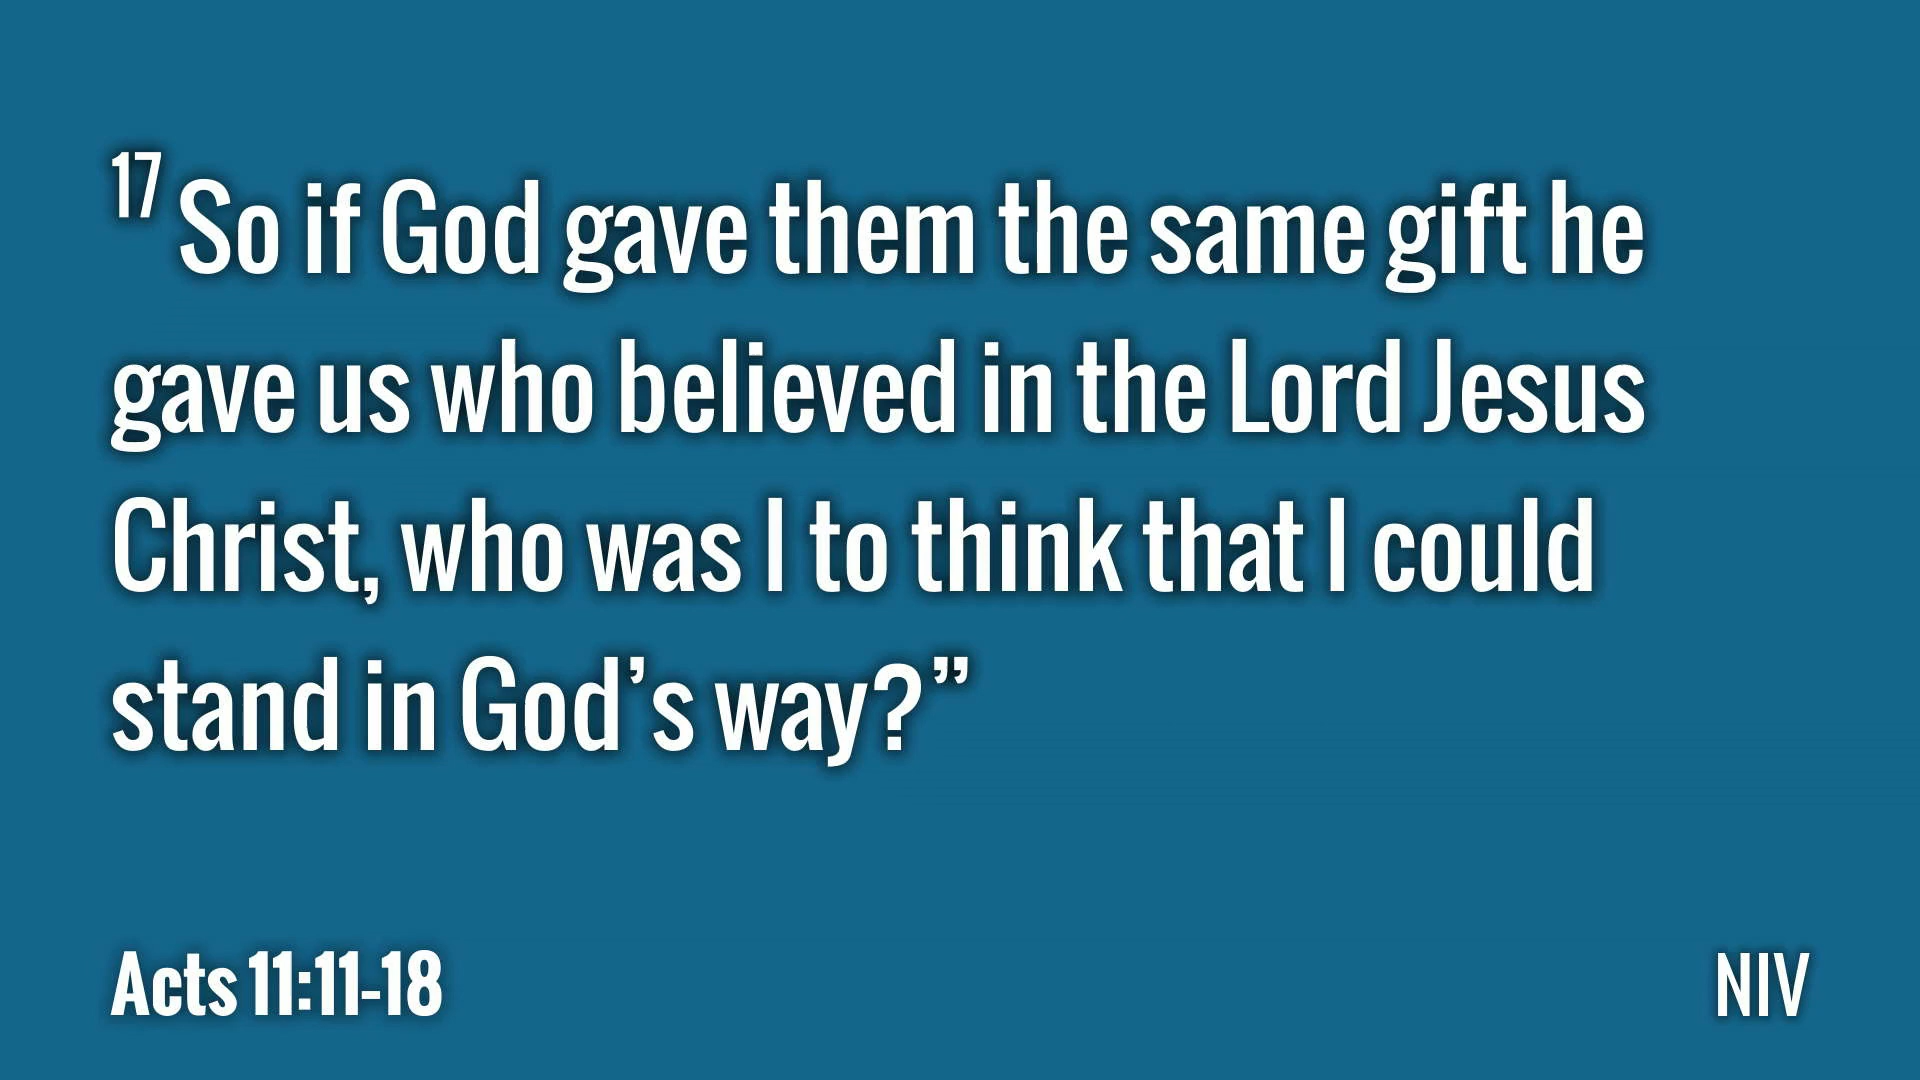 17 So if God gave them the same gift he
gave us who believed in the Lord Jesus
Christ, who was I to think that I could
stand in God’s way?”
Acts 11:11-18
NIV